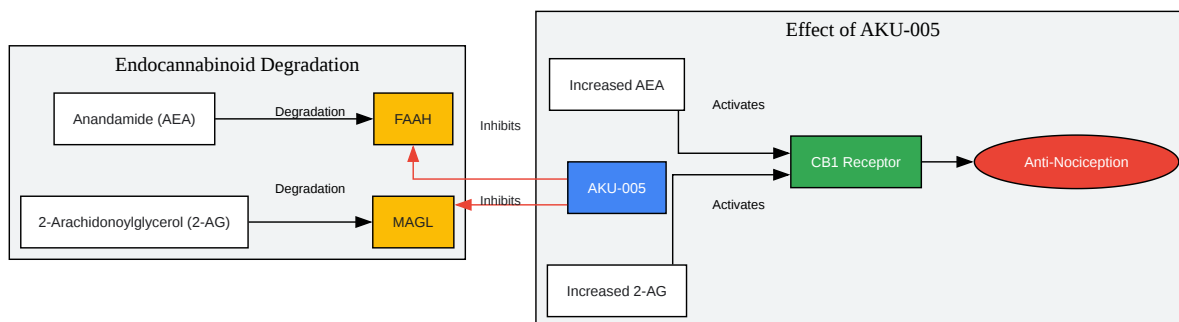 Effect of AKU-005
Endocannabinoid Degradation
Increased AEA
Activates
Anandamide (AEA)
Degradation
FAAH
Inhibits
CB1 Receptor
Anti-Nociception
AKU-005
Degradation
Inhibits
Activates
2-Arachidonoylglycerol (2-AG)
MAGL
Increased 2-AG